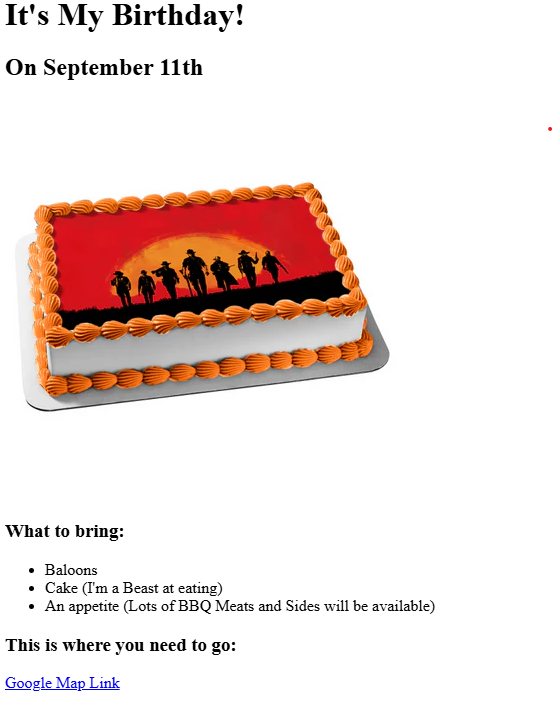 It's My Birthday!
On September 11th
What to bring:
Baloons
Cake (I'm a Beast at eating)
An appetite (Lots of BBQ Meats and Sides will be available)
This is where you need to go:
Google Map Link